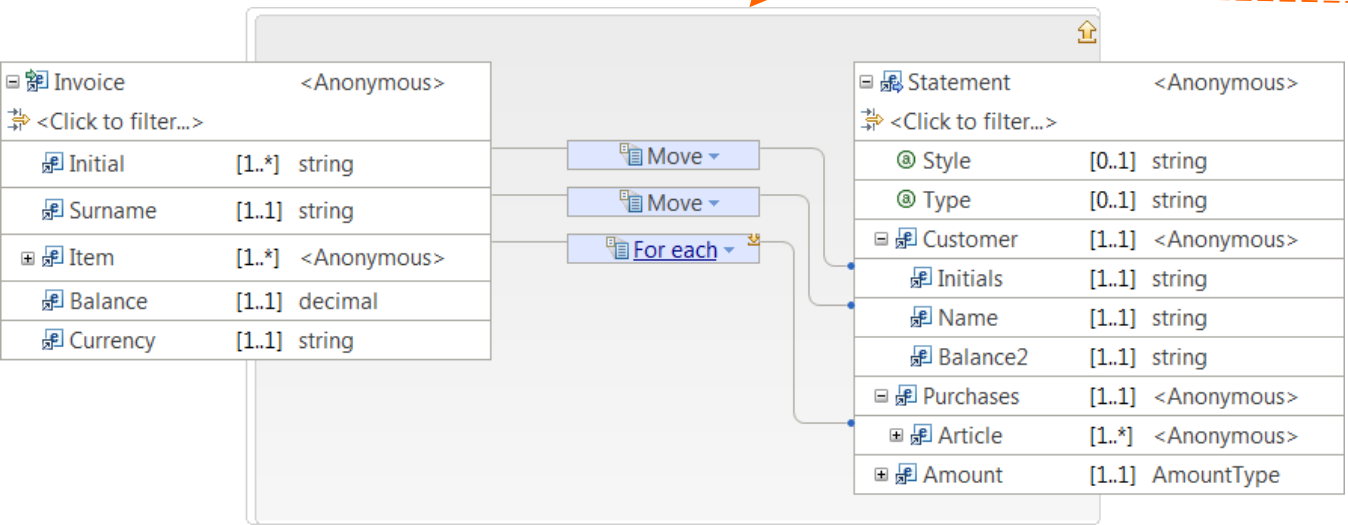 Invoice <Anonymous>
<Click to filter...>
Initial [1..*] string
Surname [1..1] string
Item [1..*] <Anonymous>
Balance [1..1] decimal
Currency [1..1] string
Move
Move
For each
Statement <Anonymous>
<Click to filter...>
Style [0..1] string
Type [0..1] string
Customer [1..1] <Anonymous>
Initials [1..1] string
Name [1..1] string
Balance2 [1..1] string
Purchases [1..1] <Anonymous>
Article [1..*] <Anonymous>
Amount [1..1] AmountType